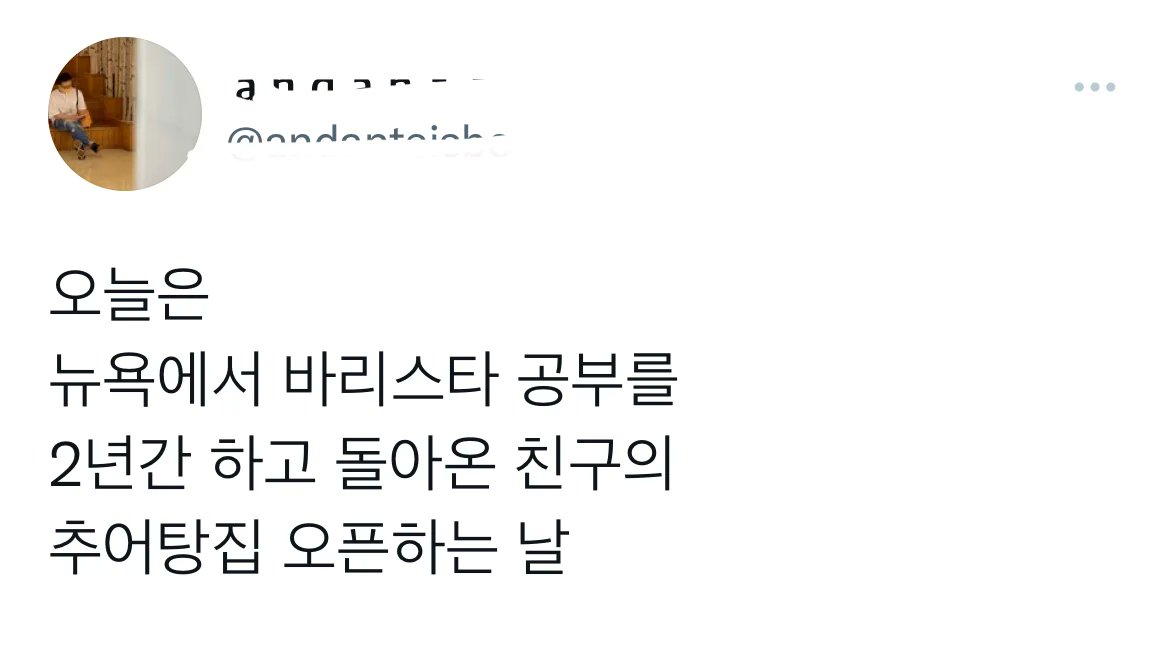 오늘은
뉴욕에서 바리스타 공부를
2년간 하고 돌아온 친구의
추어탕집 오픈하는 날